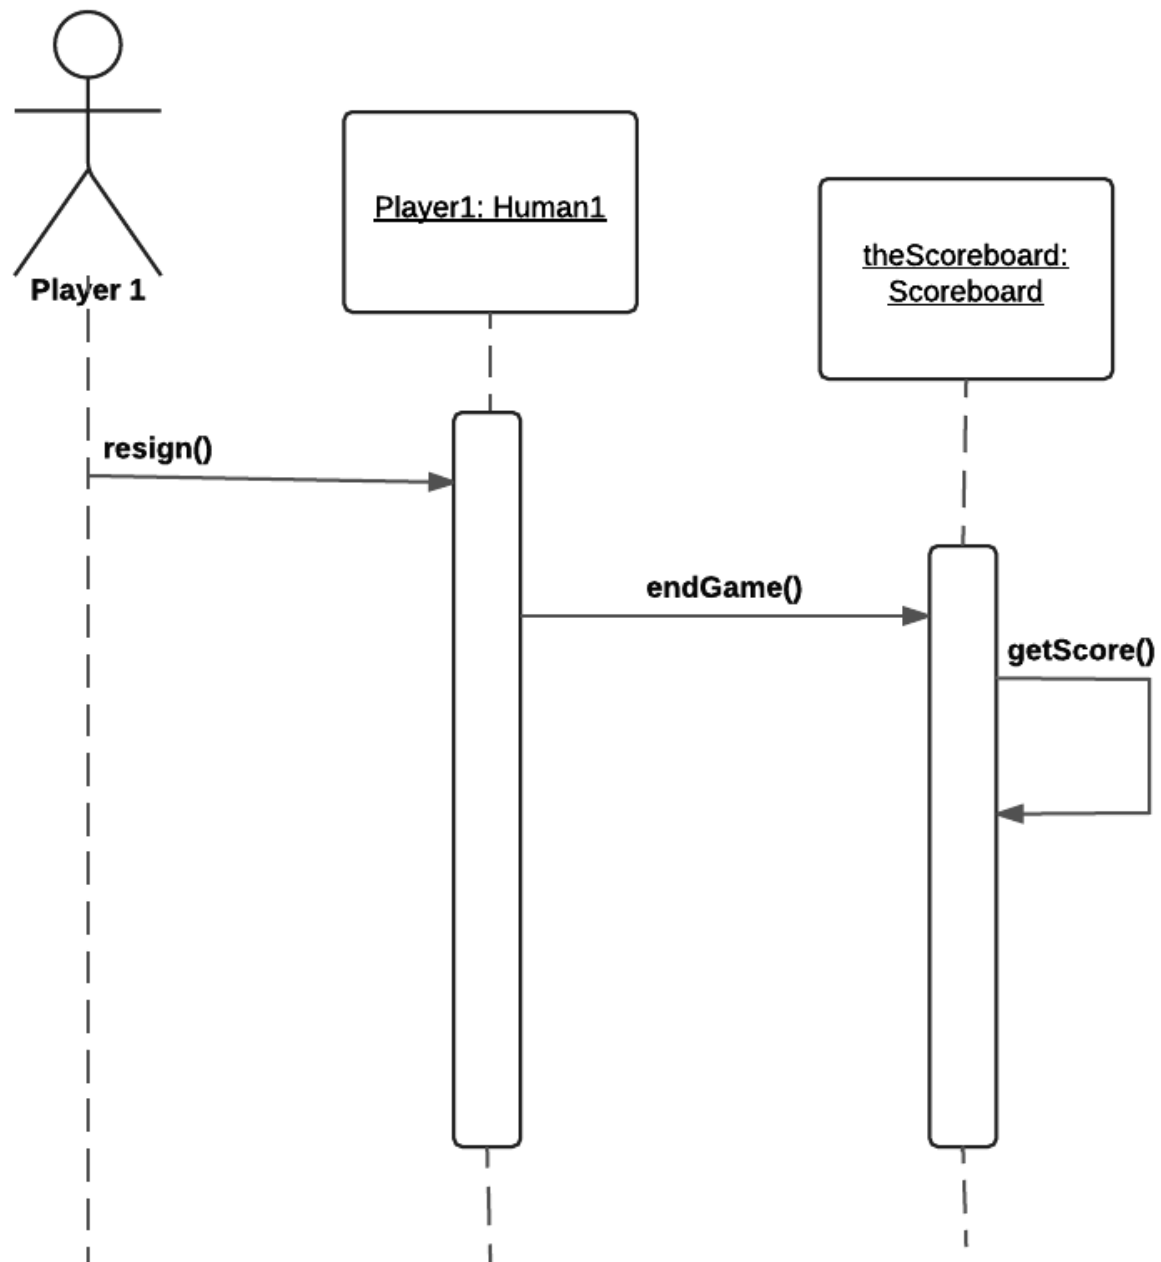 Player 1
Player1: Human1
theScoreboard:
Scoreboard
resign()
endGame()
getScore()